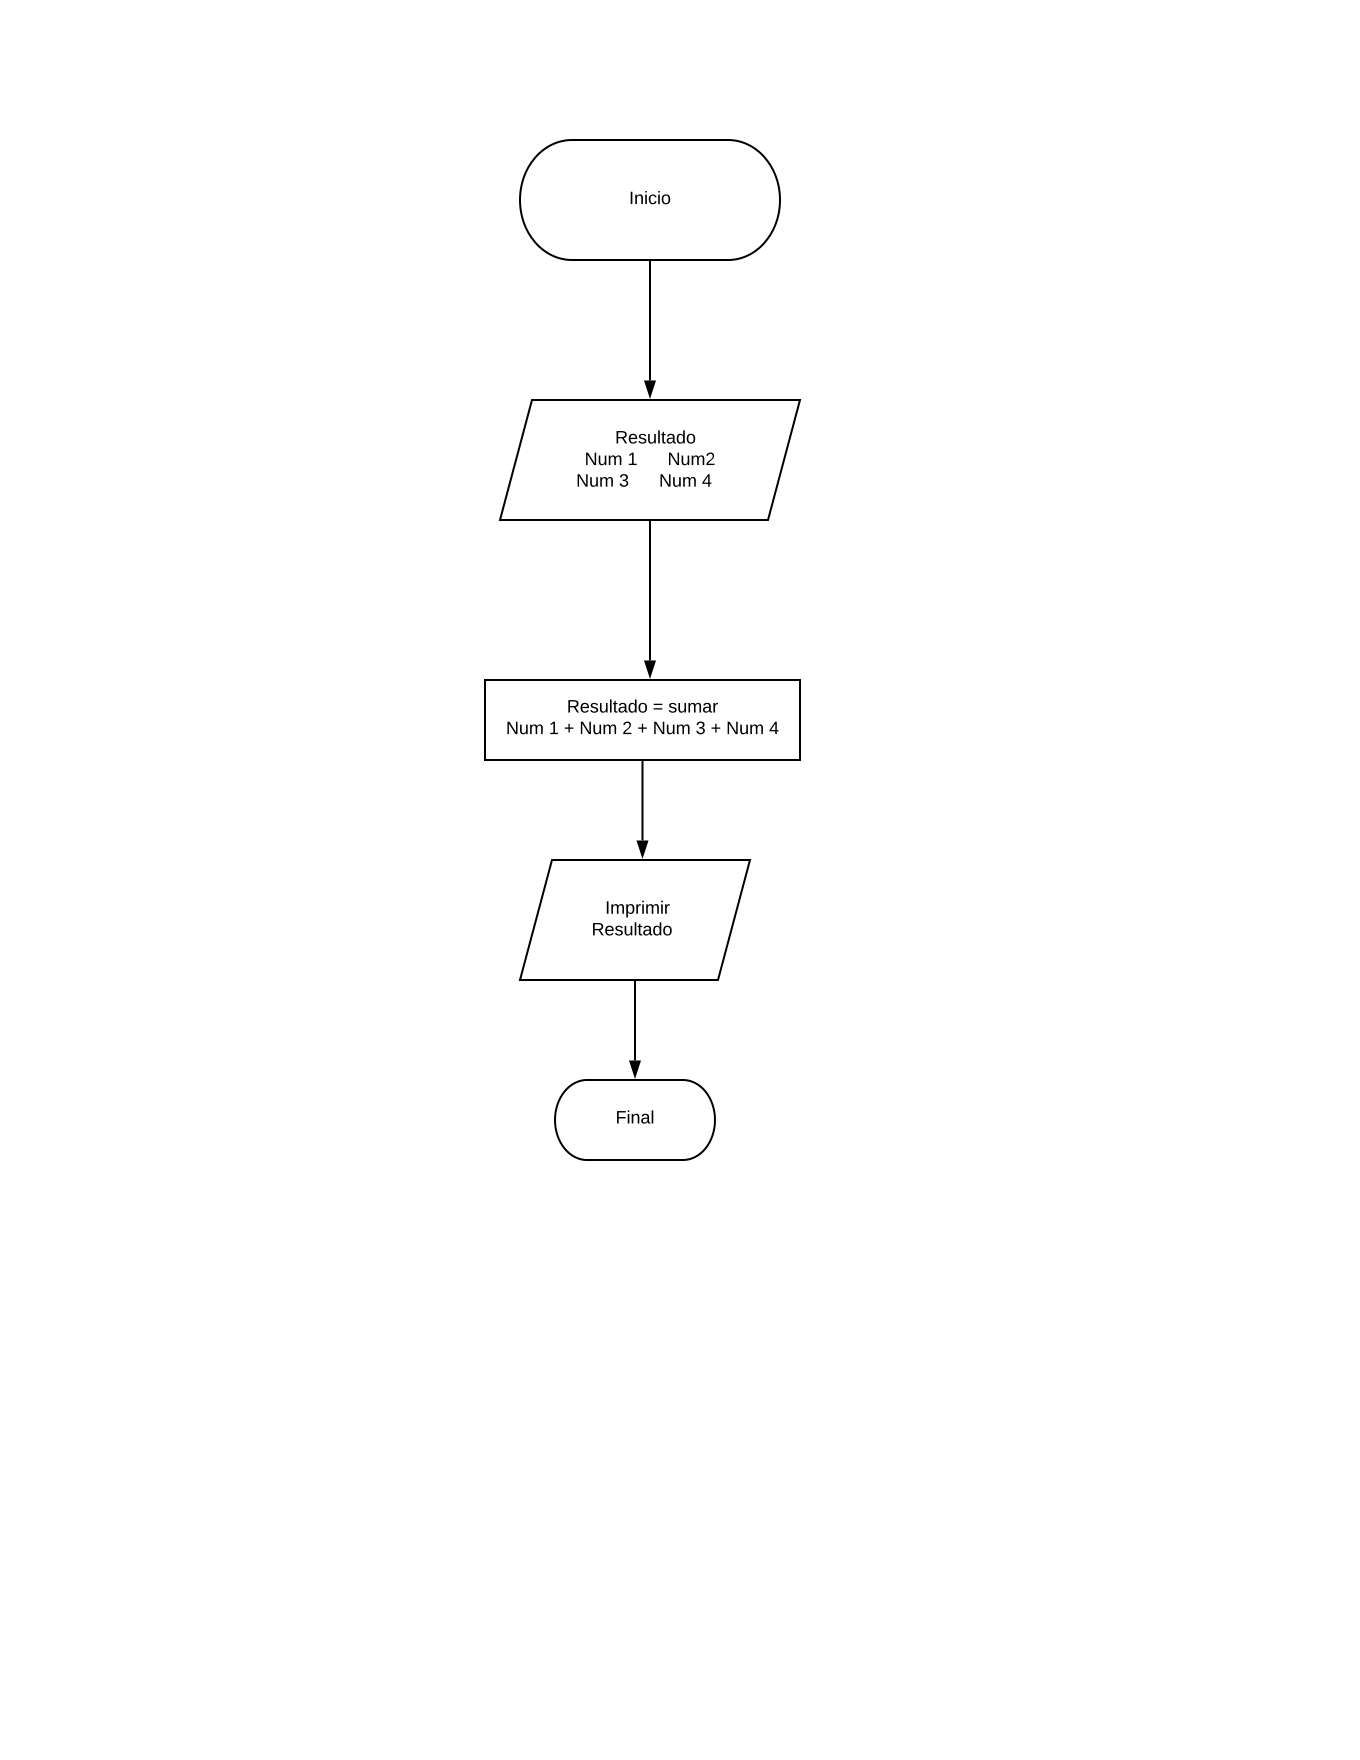 Inicio
Resultado
Num 1 Num2
Num 3 Num 4
Resultado = sumar
Num 1 + Num 2 + Num 3 + Num 4
Imprimir
Resultado
Final